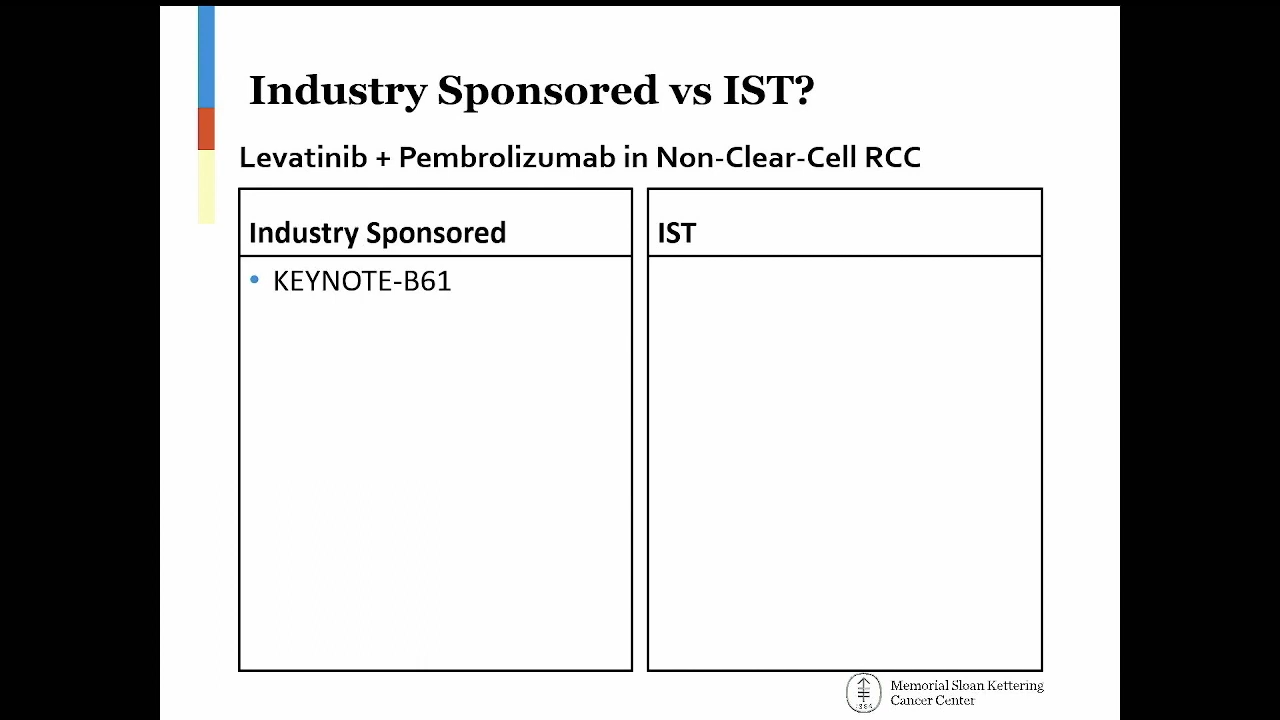 Industry Sponsored vs IST?
Levatinib + Pembrolizumab in Non-Clear-Cell RCC
Industry Sponsored
• KEYNOTE-B61
IST
Memorial Sloan Kettering
Cancer Center